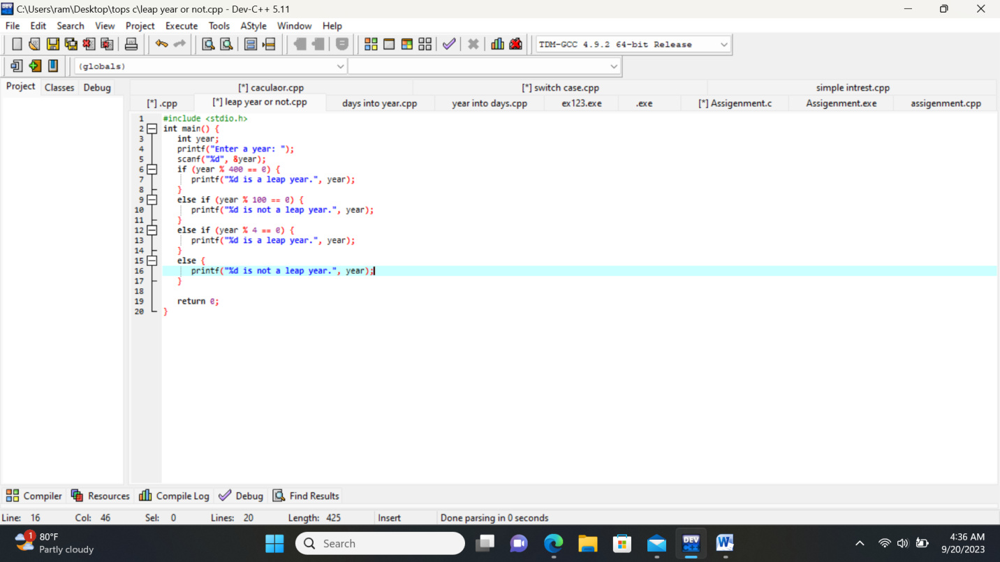 C:\Users\ram\Desktop\tops c\leap year or not.cpp - Dev-C++ 5.11
File Edit Search View Project Execute Tools AStyle Window Help
TDM-GCC 4.9.2 64-bit Release
(globals)
Project Classes Debug
[*] caculaor.cpp [*] switch case.cpp simple intrest.cpp
[*] .cpp [*] leap year or not.cpp days into year.cpp year into days.cpp ex123.exe .exe [*] Assigenment.c Assigenment.exe assigenment.cpp
1 #include <stdio.h>
2 int main() {
3 int year;
4 printf("Enter a year: ");
5 scanf("%d", &year);
6 if (year % 400 == 0) {
7 printf("%d is a leap year.", year);
8 }
9 else if (year % 100 == 0) {
10 printf("%d is not a leap year.", year);
11 }
12 else if (year % 4 == 0) {
13 printf("%d is a leap year.", year);
14 }
15 else {
16 printf("%d is not a leap year.", year);
17 }
18
19 return 0;
20 }
Compiler Resources Compile Log Debug Find Results
Line: 16 Col: 46 Sel: 0 Lines: 20 Length: 425 Insert Done parsing in 0 seconds
1 80°F
Partly cloudy
Search
DEV
C++
W
4:36 AM
9/20/2023